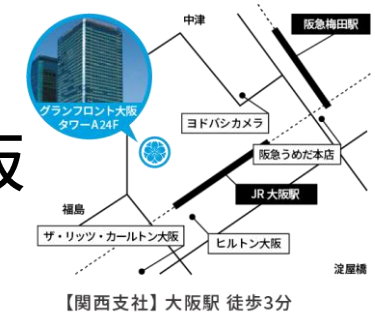 中津
阪急梅田駅
グランフロント大阪
タワーA 24F
ヨドバシカメラ
阪急うめだ本店
阪
JR 大阪駅
福島
ザ・リッツ・カールトン大阪
ヒルトン大阪
淀屋橋
【関西支社】大阪駅 徒歩3分